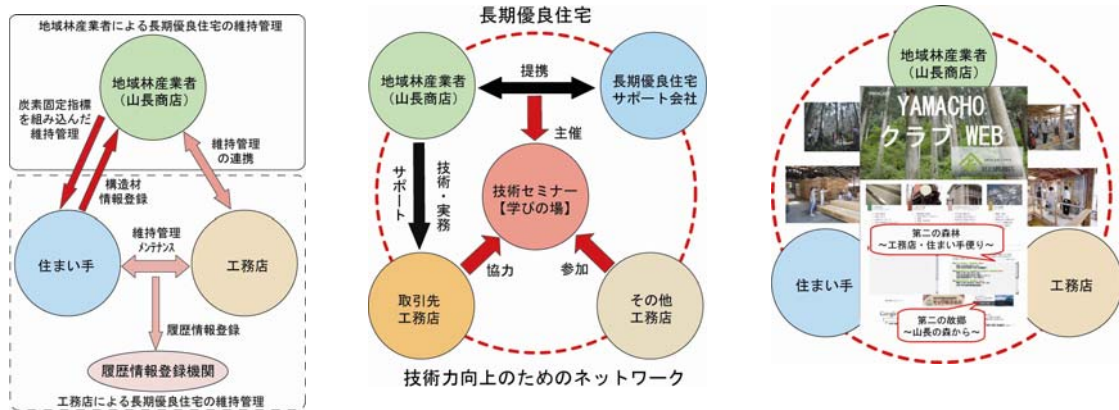 地域林産業者による長期優良住宅の維持管理
地域林産業者
(山長商店)
炭素固定指標
を組み込んだ
維持管理
維持管理
の連携
構造材
情報登録
維持管理
メンテナンス
住まい手
工務店
履歴情報登録
履歴情報登録機関
工務店による長期優良住宅の維持管理
長期優良住宅
地域林産業者
(山長商店)
提携
長期優良住宅
サポート会社
主催
サポート
技術・実務
技術セミナー
【学びの場】
協力
参加
取引先
工務店
その他
工務店
技術力向上のためのネットワーク
地域林産業者
(山長商店)
YAMACHO
クラブ WEB
第二の森林
~工務店・住まい手便り~
住まい手
工務店
第二の故郷
~山長の森から~